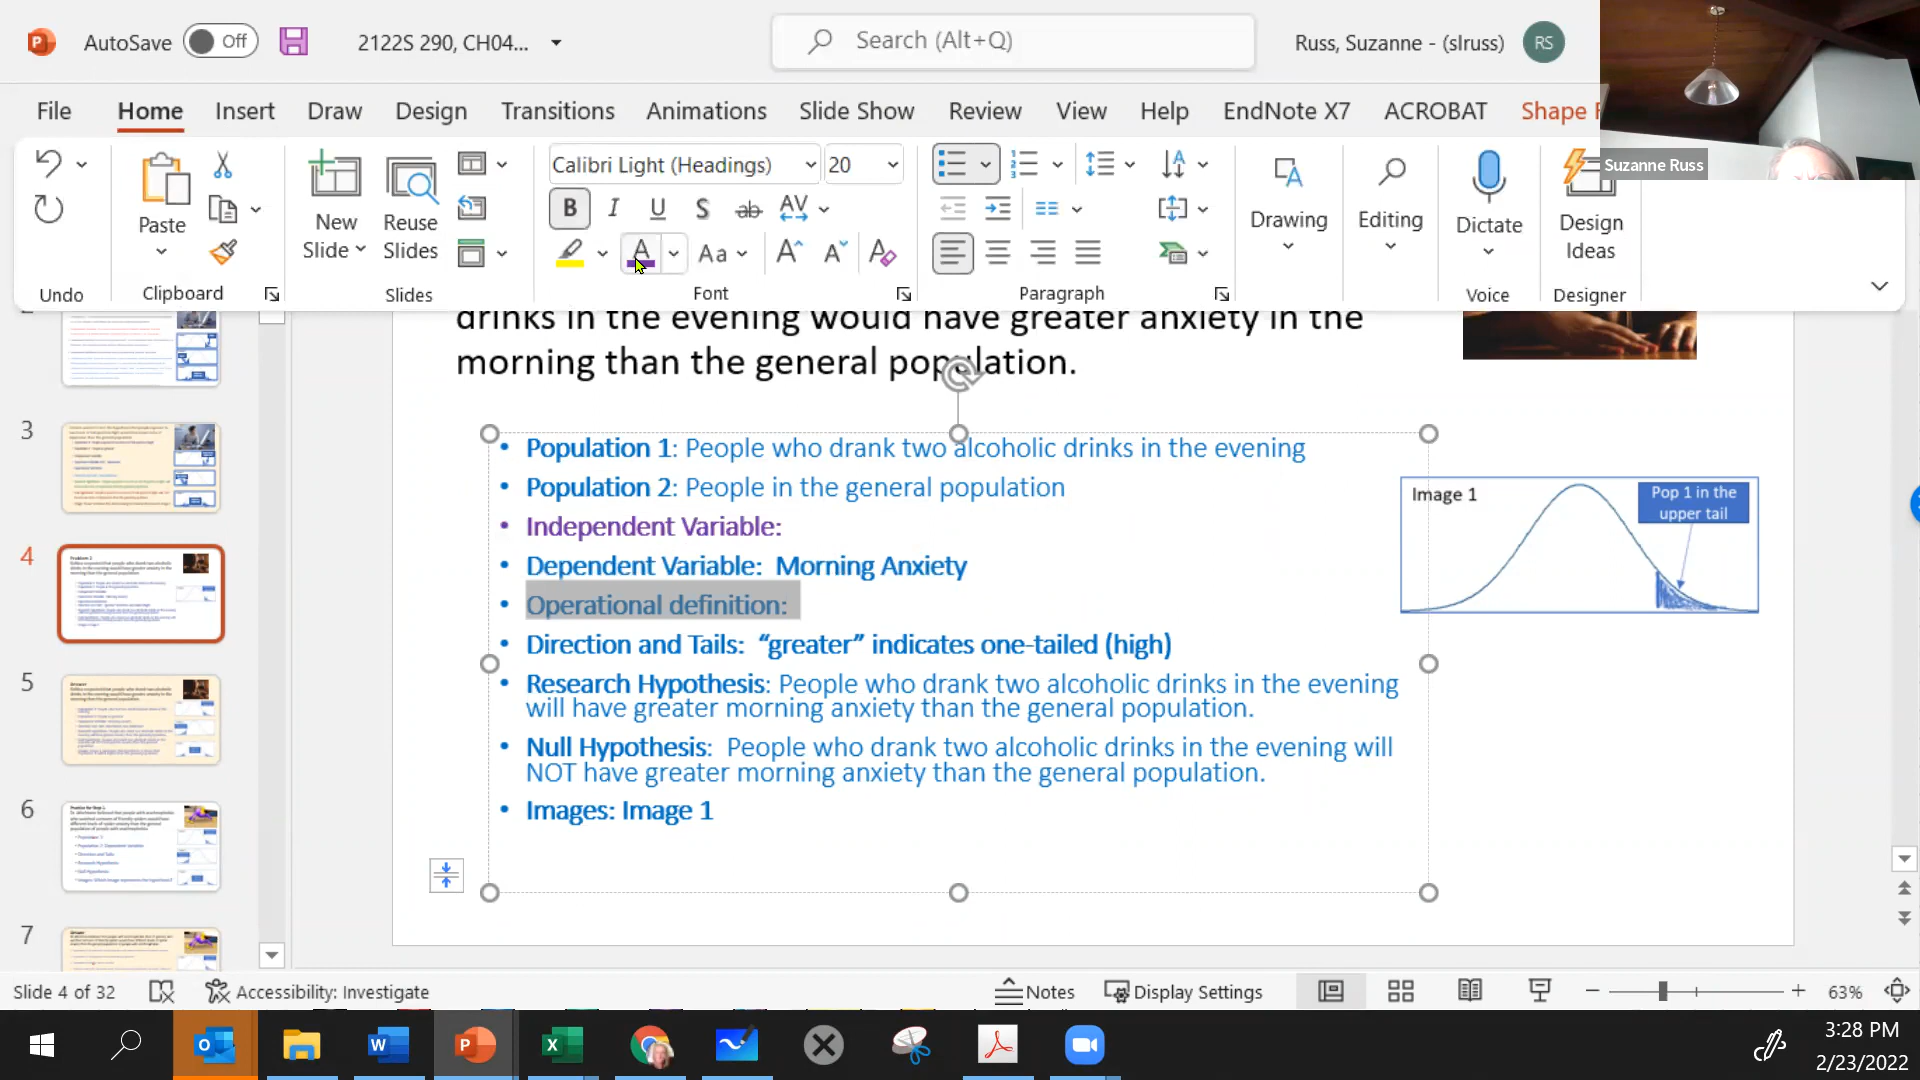 AutoSave Off 2122S 290, CH04... Search (Alt+Q) Russ, Suzanne - (slruss) RS
File Home Insert Draw Design Transitions Animations Slide Show Review View Help EndNote X7 ACROBAT Shape
Suzanne Russ
Calibri Light (Headings) 20
Paste New Slide Reuse Slides Drawing Editing Dictate Design Ideas
Undo Clipboard Slides Font Paragraph Voice Designer
drinks in the evening would have greater anxiety in the
morning than the general population.
• Population 1: People who drank two alcoholic drinks in the evening
• Population 2: People in the general population
• Independent Variable:
• Dependent Variable: Morning Anxiety
• Operational definition:
• Direction and Tails: “greater” indicates one-tailed (high)
• Research Hypothesis: People who drank two alcoholic drinks in the evening
will have greater morning anxiety than the general population.
• Null Hypothesis: People who drank two alcoholic drinks in the evening will
NOT have greater morning anxiety than the general population.
• Images: Image 1
Image 1
Pop 1 in the
upper tail
3
4
5
6
7
Slide 4 of 32 Accessibility: Investigate Notes Display Settings 63%
3:28 PM
2/23/2022